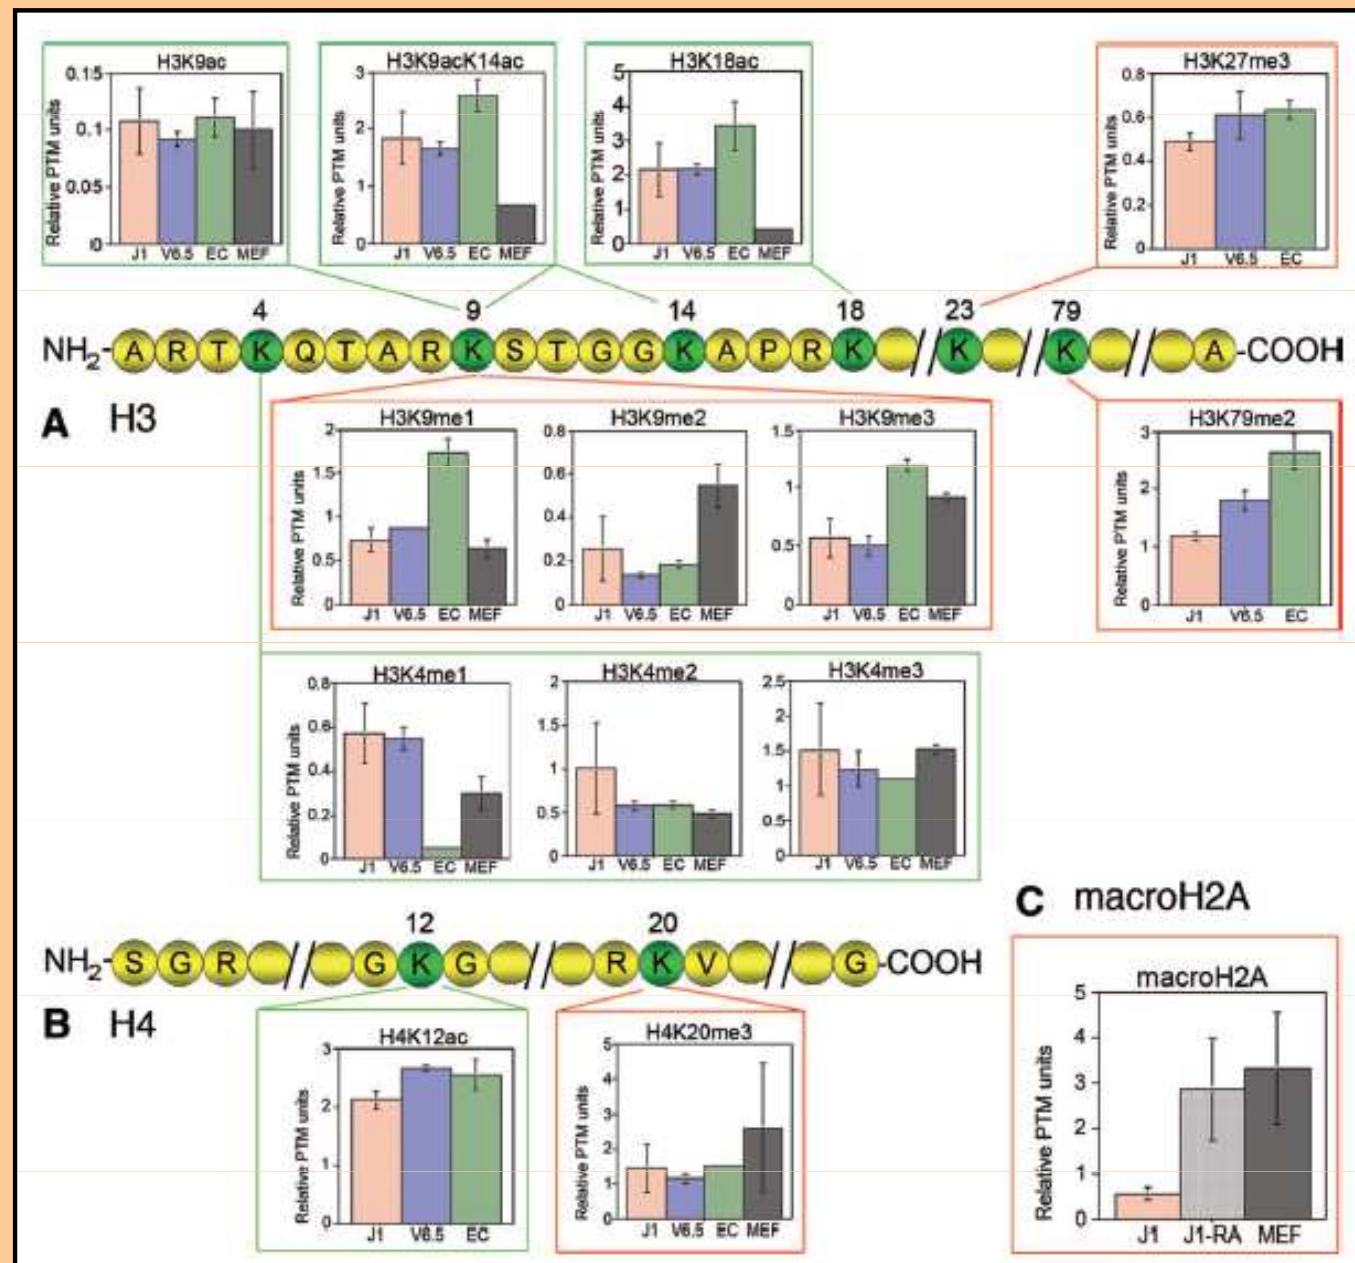 H3K9ac
Relative PTM units
0.15
0.1
0.05
0
J1 V6.5 EC MEF
H3K9acK14ac
Relative PTM units
3
2
1
0
J1 V6.5 EC MEF
H3K18ac
Relative PTM units
5
4
3
2
1
0
J1 V6.5 EC MEF
H3K27me3
Relative PTM units
0.8
0.6
0.4
0.2
0
J1 V6.5 EC
4 9 14 18 23 79
NH2-A R T K Q T A R K S T G G K A P R K // K // K // A-COOH
A H3
H3K9me1
Relative PTM units
2
1.5
1
0.5
0
J1 V6.5 EC MEF
H3K9me2
0.8
0.6
0.4
0.2
0
J1 V6.5 EC MEF
H3K9me3
1.5
1
0.5
0
J1 V6.5 EC MEF
H3K79me2
3
2
1
0
J1 V6.5 EC
H3K4me1
Relative PTM units
0.8
0.6
0.4
0.2
0
J1 V6.5 EC MEF
H3K4me2
2
1.5
1
0.5
0
J1 V6.5 EC MEF
H3K4me3
2.5
2
1.5
1
0.5
0
J1 V6.5 EC MEF
12 20
NH2-S G R // G K G // R K V // G-COOH
B H4
H4K12ac
Relative PTM units
3
2
1
0
J1 V6.5 EC
H4K20me3
Relative PTM units
5
4
3
2
1
0
J1 V6.5 EC MEF
C macroH2A
macroH2A
Relative PTM units
5
4
3
2
1
0
J1 J1-RA MEF